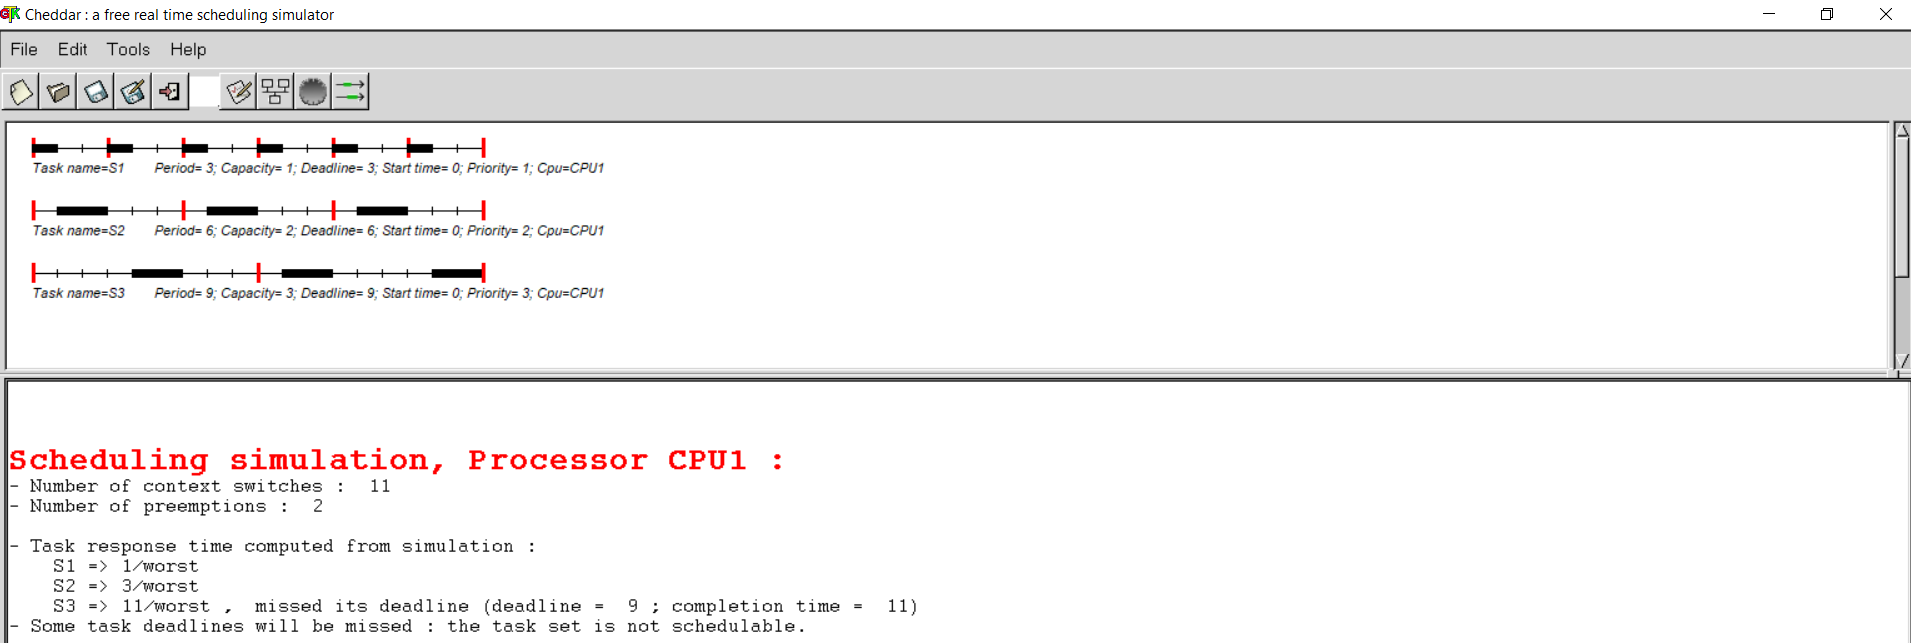 Cheddar : a free real time scheduling simulator
File Edit Tools Help
Task name=S1 Period= 3; Capacity= 1; Deadline= 3; Start time= 0; Priority= 1; Cpu=CPU1
Task name=S2 Period= 6; Capacity= 2; Deadline= 6; Start time= 0; Priority= 2; Cpu=CPU1
Task name=S3 Period= 9; Capacity= 3; Deadline= 9; Start time= 0; Priority= 3; Cpu=CPU1
Scheduling simulation, Processor CPU1 :
- Number of context switches : 11
- Number of preemptions : 2
- Task response time computed from simulation :
S1 => 1/worst
S2 => 3/worst
S3 => 11/worst , missed its deadline (deadline = 9 ; completion time = 11)
- Some task deadlines will be missed : the task set is not schedulable.